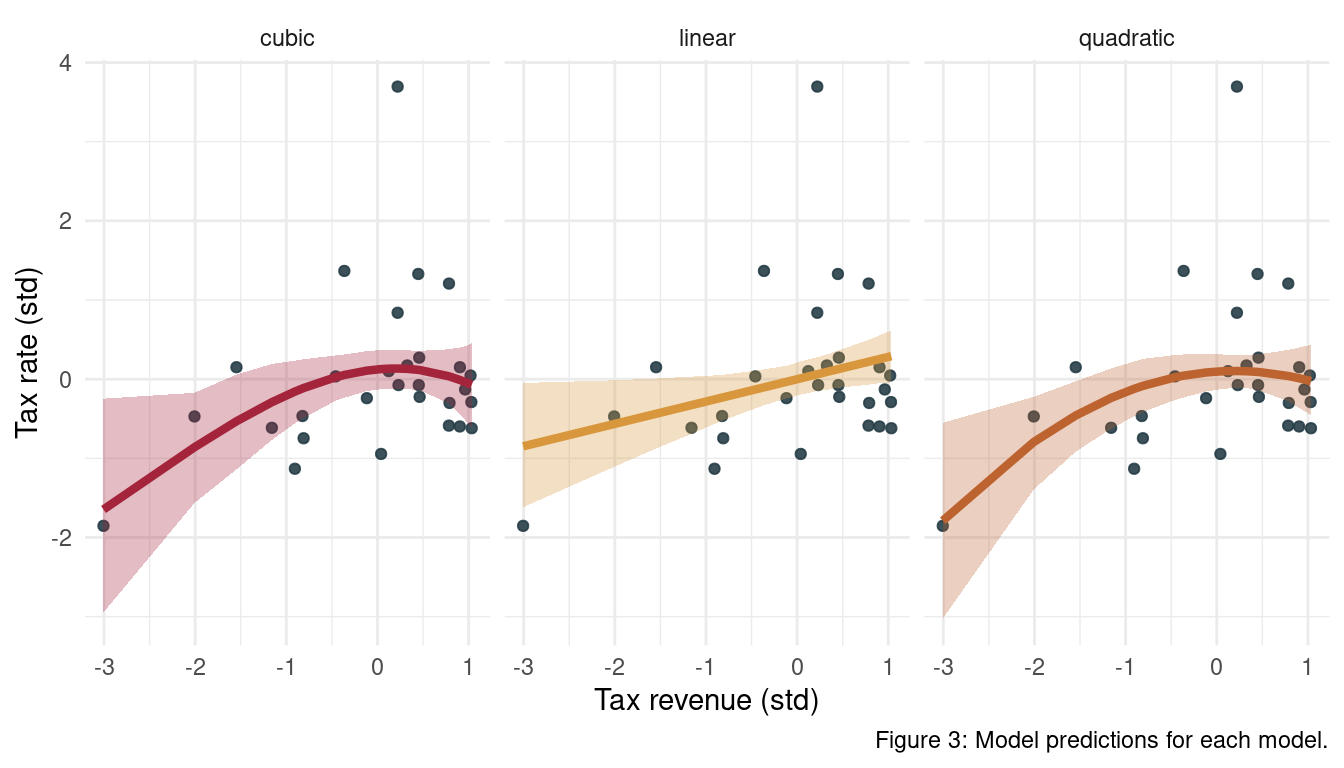 cubic linear quadratic
4
2
0
-2
Tax rate (std)
-3 -2 -1 0 1 -3 -2 -1 0 1 -3 -2 -1 0 1
Tax revenue (std)
Figure 3: Model predictions for each model.